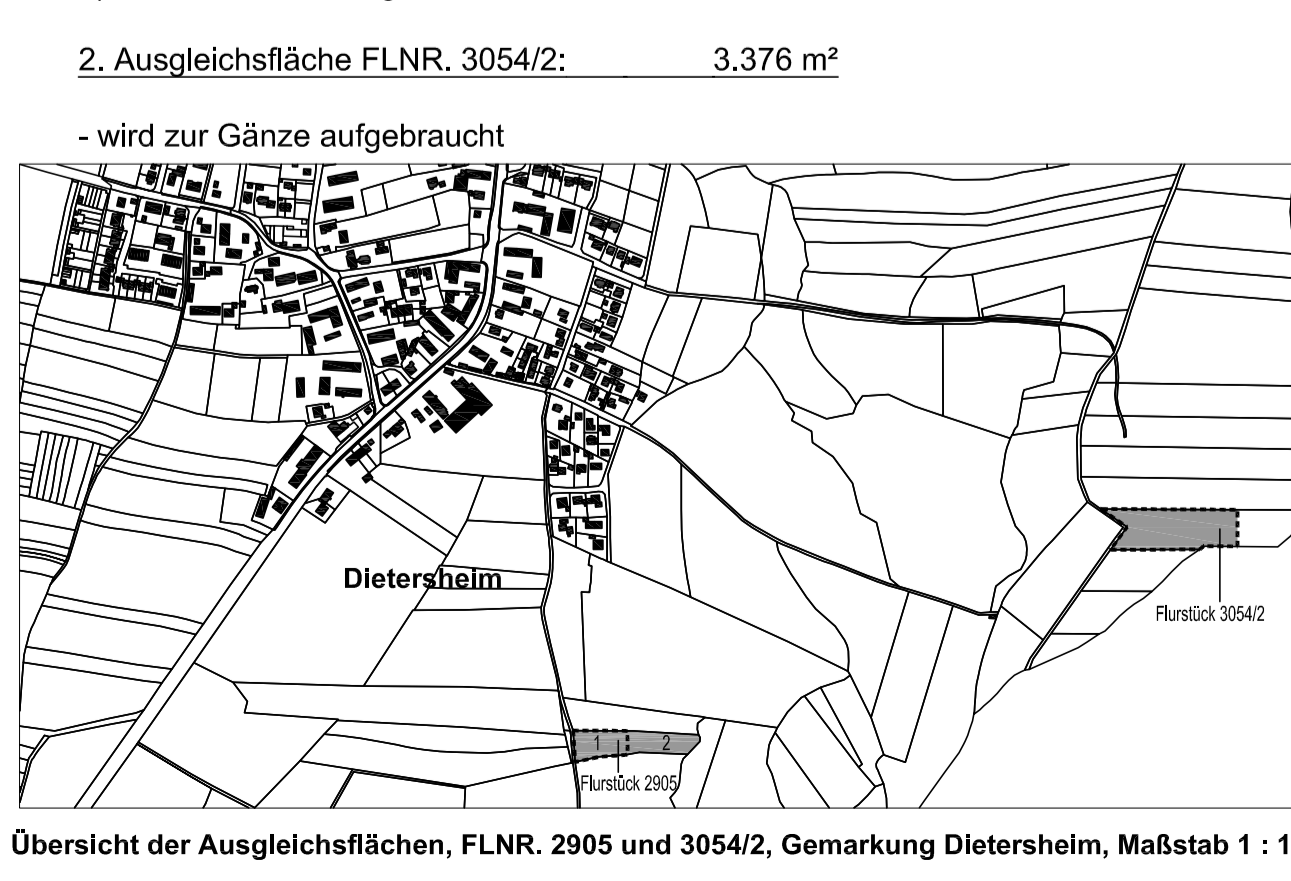 2. Ausgleichsfläche FLNR. 3054/2: 3.376 m²
- wird zur Gänze aufgebraucht
Dietersheim
Flurstück 3054/2
1 2
Flurstück 2905
Übersicht der Ausgleichsflächen, FLNR. 2905 und 3054/2, Gemarkung Dietersheim, Maßstab 1 : 1